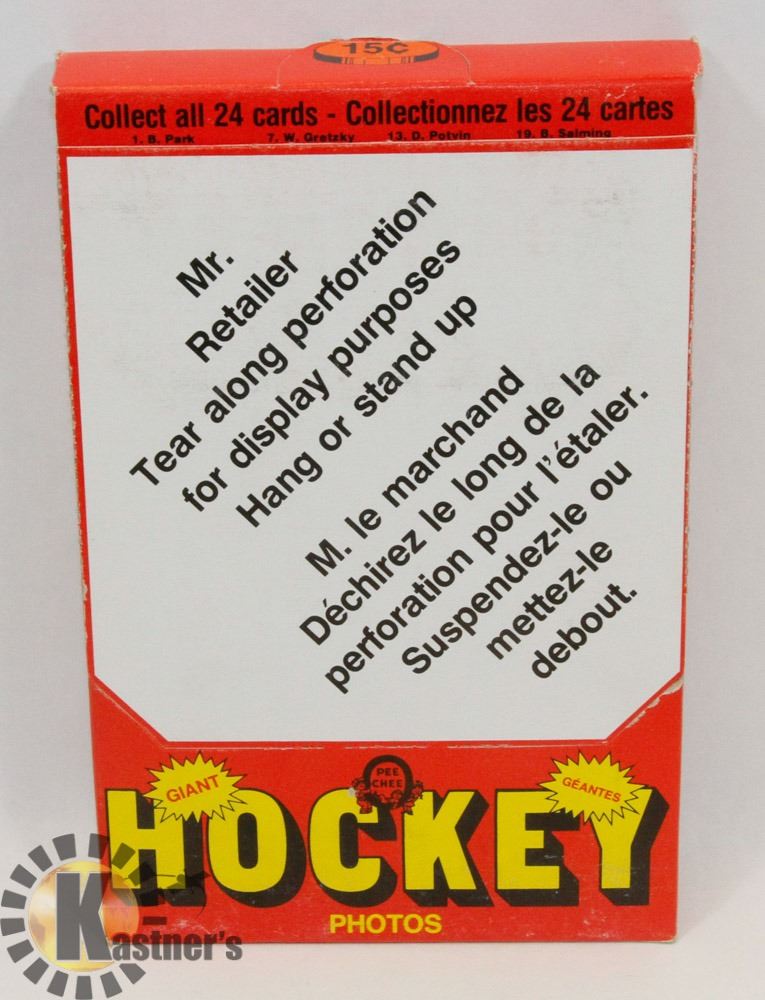 15¢
Collect all 24 cards - Collectionnez les 24 cartes
1. B. Park 7. W. Gretzky 13. D. Potvin 19. B. Salming
Mr.
Retailer
Tear along perforation
for display purposes
Hang or stand up
M. le marchand
Déchirez le long de la
perforation pour l'étaler.
Suspendez-le ou
mettez-le
debout.
GIANT
PEE
CHEE
GÉANTES
HOCKEY
PHOTOS
Kastner's